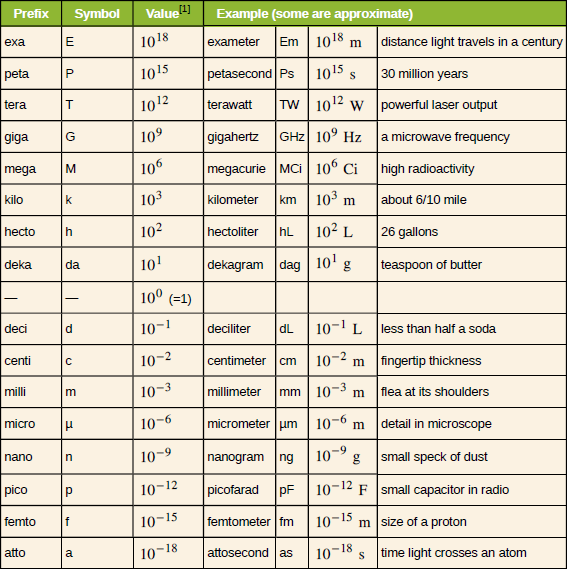 Prefix Symbol Value[1] Example (some are approximate)
exa E 10^18 exameter Em 10^18 m distance light travels in a century
peta P 10^15 petasecond Ps 10^15 s 30 million years
tera T 10^12 terawatt TW 10^12 W powerful laser output
giga G 10^9 gigahertz GHz 10^9 Hz a microwave frequency
mega M 10^6 megacurie MCi 10^6 Ci high radioactivity
kilo k 10^3 kilometer km 10^3 m about 6/10 mile
hecto h 10^2 hectoliter hL 10^2 L 26 gallons
deka da 10^1 dekagram dag 10^1 g teaspoon of butter
— — 10^0 (=1)
deci d 10^−1 deciliter dL 10^−1 L less than half a soda
centi c 10^−2 centimeter cm 10^−2 m fingertip thickness
milli m 10^−3 millimeter mm 10^−3 m flea at its shoulders
micro µ 10^−6 micrometer µm 10^−6 m detail in microscope
nano n 10^−9 nanogram ng 10^−9 g small speck of dust
pico p 10^−12 picofarad pF 10^−12 F small capacitor in radio
femto f 10^−15 femtometer fm 10^−15 m size of a proton
atto a 10^−18 attosecond as 10^−18 s time light crosses an atom